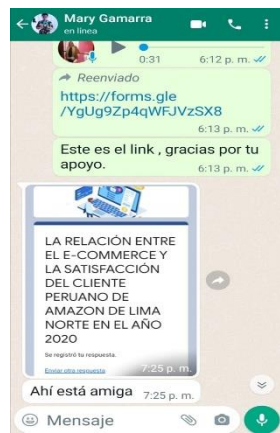 Mary Gamarra
en línea
0:31
6:12 p. m.
Reenviado
https://forms.gle
/YgUg9Zp4qWFJVzSX8
6:13 p. m.
Este es el link , gracias por tu
apoyo.
6:13 p. m.
LA RELACIÓN ENTRE
EL E-COMMERCE Y
LA SATISFACCIÓN
DEL CLIENTE
PERUANO DE
AMAZON DE LIMA
NORTE EN EL AÑO
2020
Se registró tu respuesta.
Enviar otra respuesta
7:25 p. m.
Ahí está amiga
7:25 p. m.
Mensaje